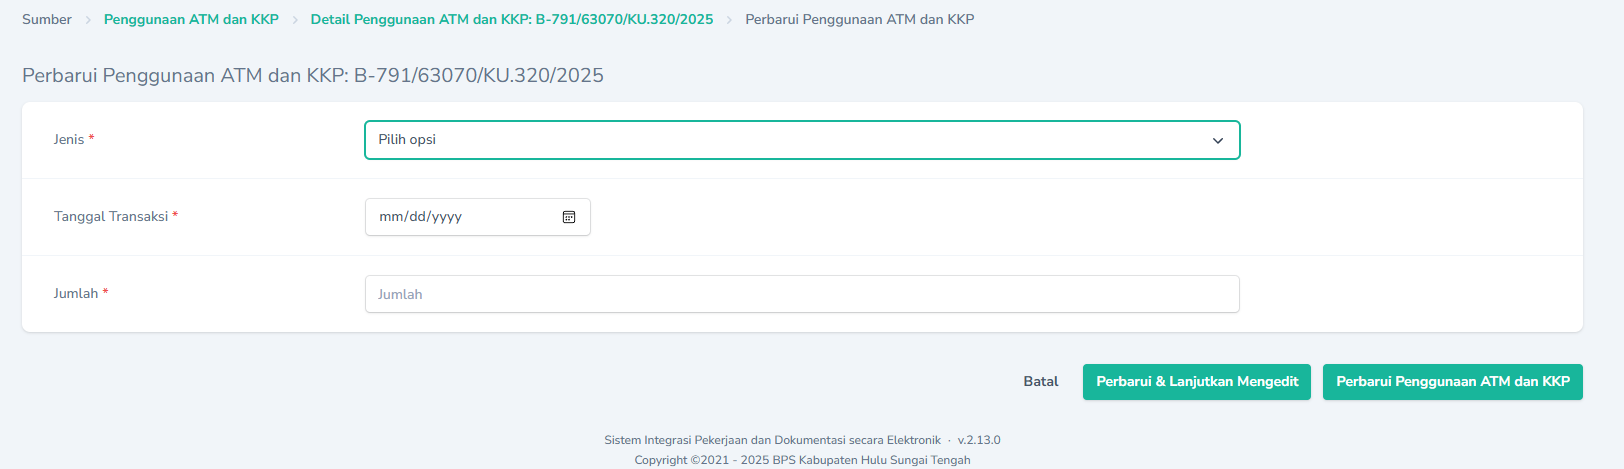 Sumber > Penggunaan ATM dan KKP > Detail Penggunaan ATM dan KKP: B-791/63070/KU.320/2025 > Perbarui Penggunaan ATM dan KKP
Perbarui Penggunaan ATM dan KKP: B-791/63070/KU.320/2025
Jenis * Pilih opsi
Tanggal Transaksi * mm/dd/yyyy
Jumlah * Jumlah
Batal Perbarui & Lanjutkan Mengedit Perbarui Penggunaan ATM dan KKP
Sistem Integrasi Pekerjaan dan Dokumentasi secara Elektronik · v.2.13.0
Copyright ©2021 - 2025 BPS Kabupaten Hulu Sungai Tengah